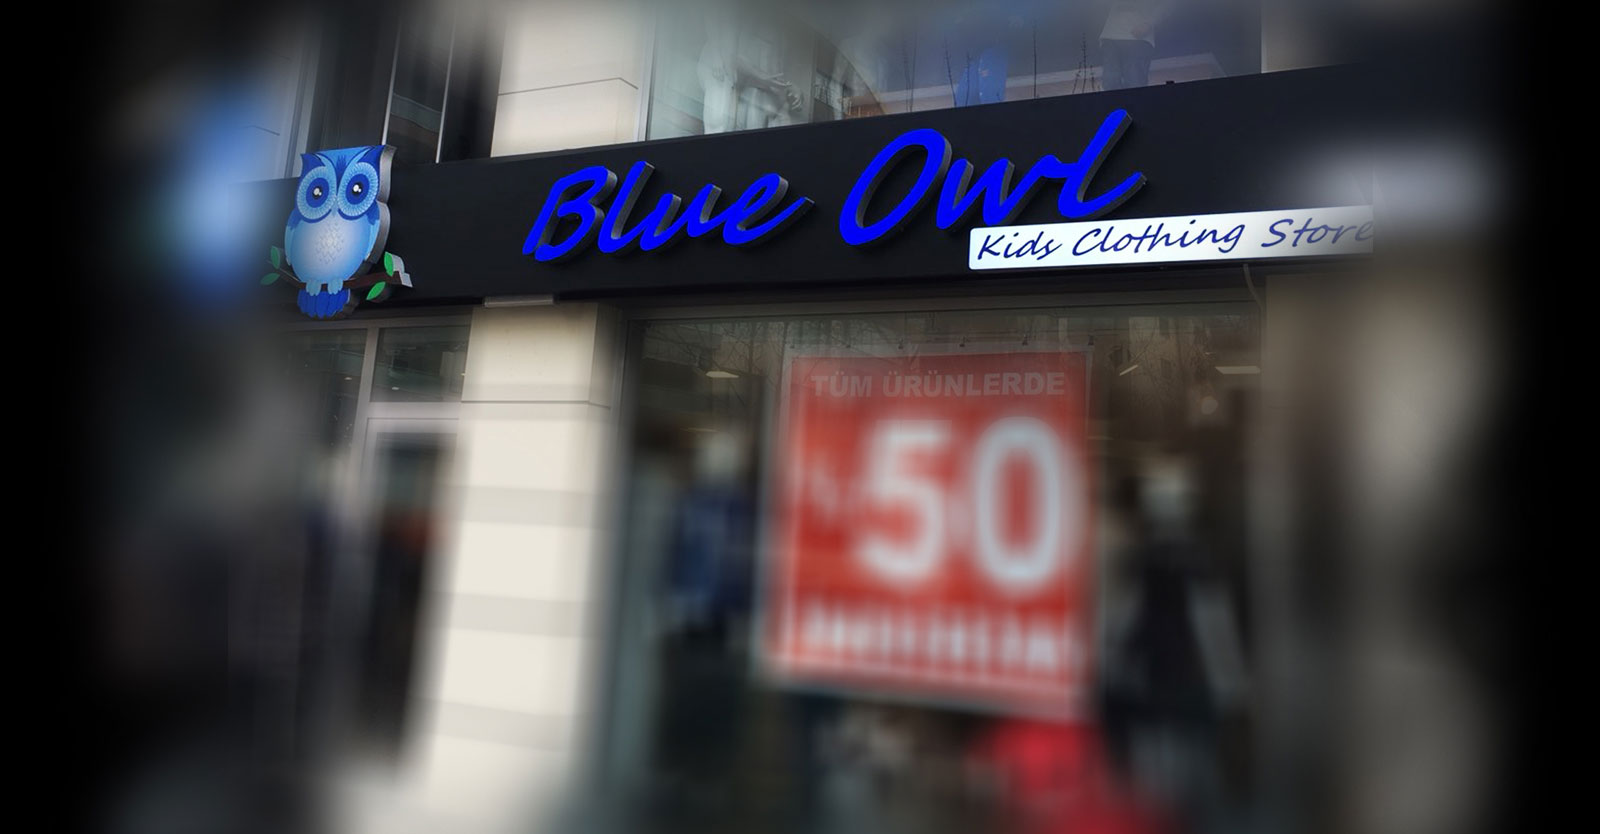 Blue Owl
Kids Clothing Store
TÜM ÜRÜNLERDE
50